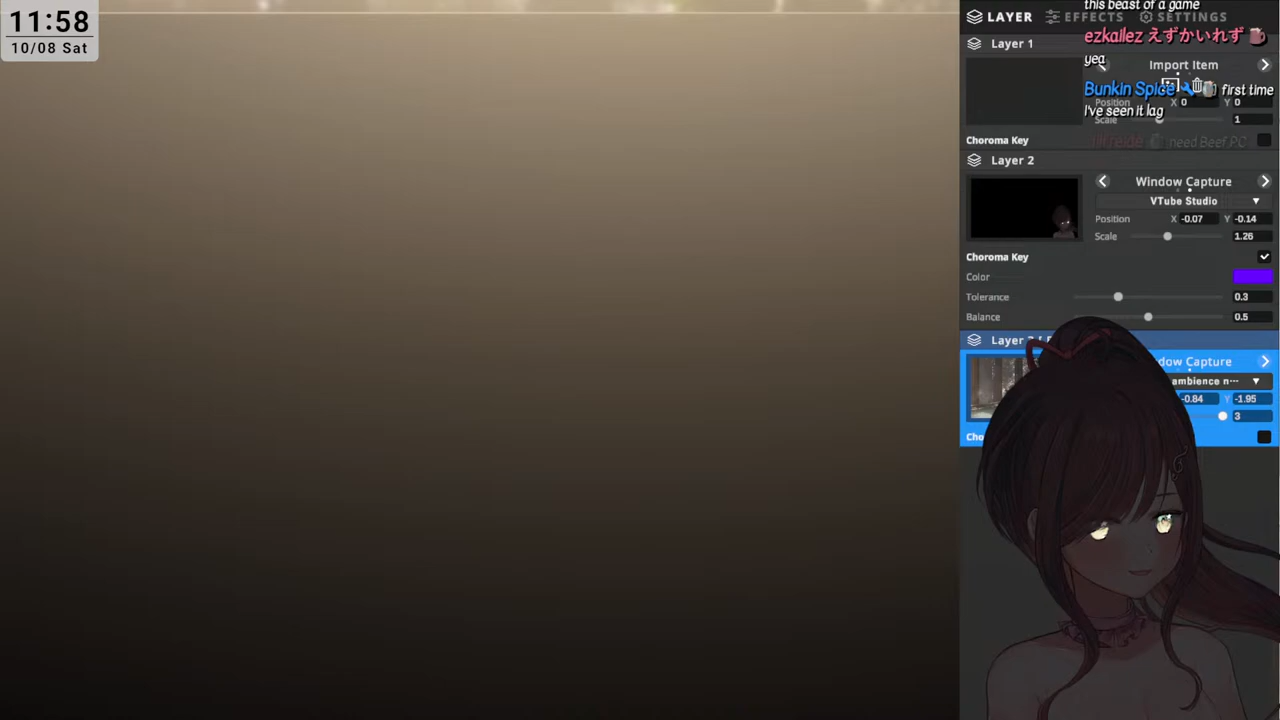 11:58
10/08 Sat
LAYER EFFECTS SETTINGS
this beast of a game
ezkailez えずかいれず
yea
Bunkin Spice first time
I've seen it lag
need Beef P.C
Layer 1
Import Item
Position X 0 Y 0
Scale 1
Choroma Key
Layer 2
Window Capture
VTube Studio
Position X -0.07 Y -0.14
Scale 1.26
Choroma Key
Color
Tolerance 0.3
Balance 0.5
Layer
dow Capture
ambience n···
-0.84 Y -1.95
3
Cho